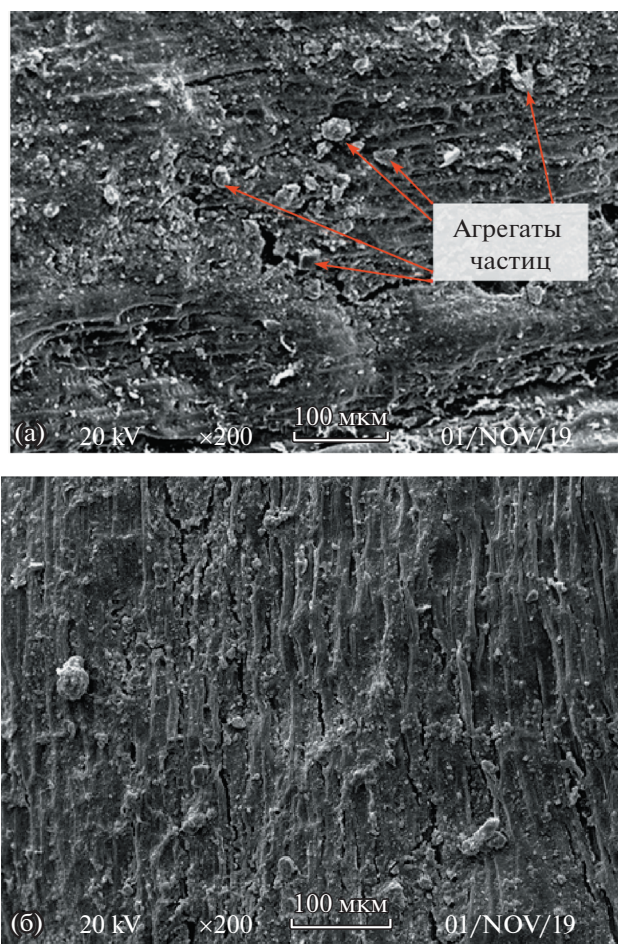 Агрегаты
частиц
(а) 20 kV ×200 100 мкм 01/NOV/19
(б) 20 kV ×200 100 мкм 01/NOV/19